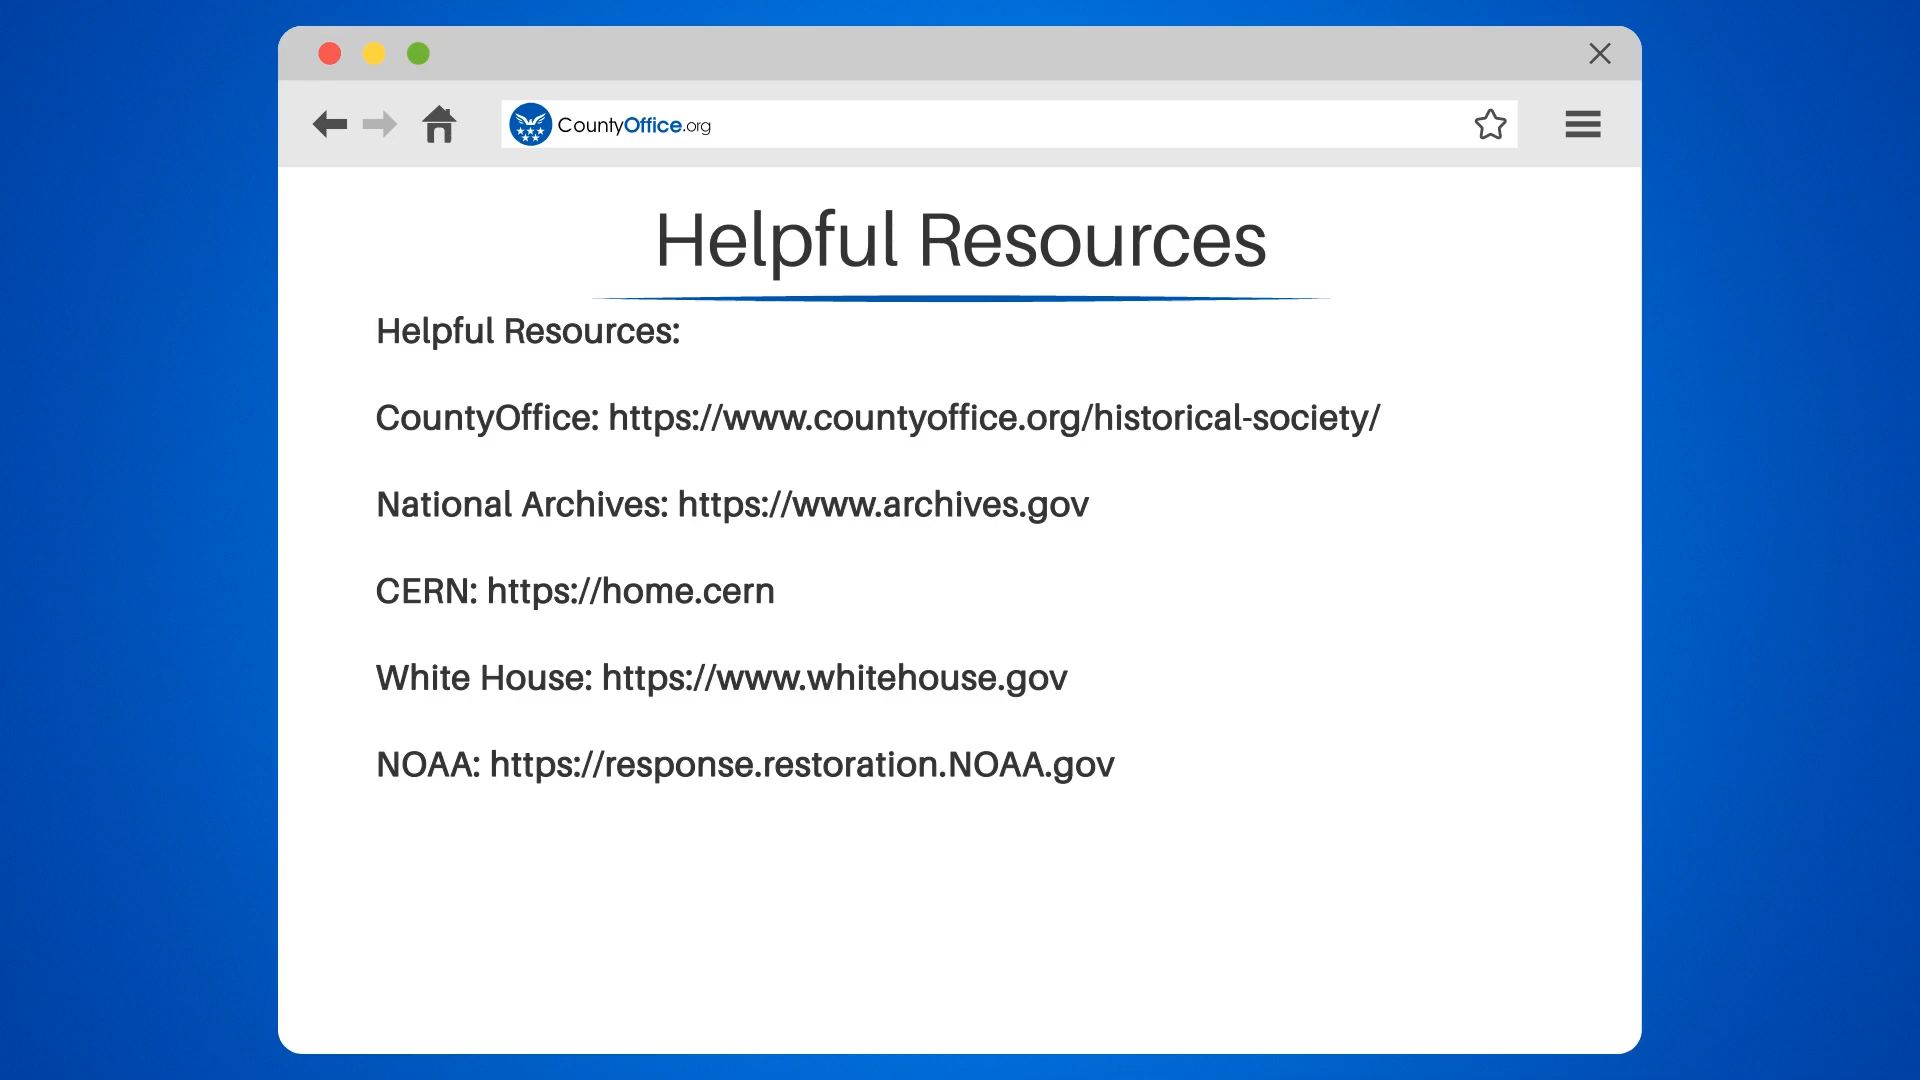 CountyOffice.org
Helpful Resources
Helpful Resources:
CountyOffice: https://www.countyoffice.org/historical-society/
National Archives: https://www.archives.gov
CERN: https://home.cern
White House: https://www.whitehouse.gov
NOAA: https://response.restoration.NOAA.gov